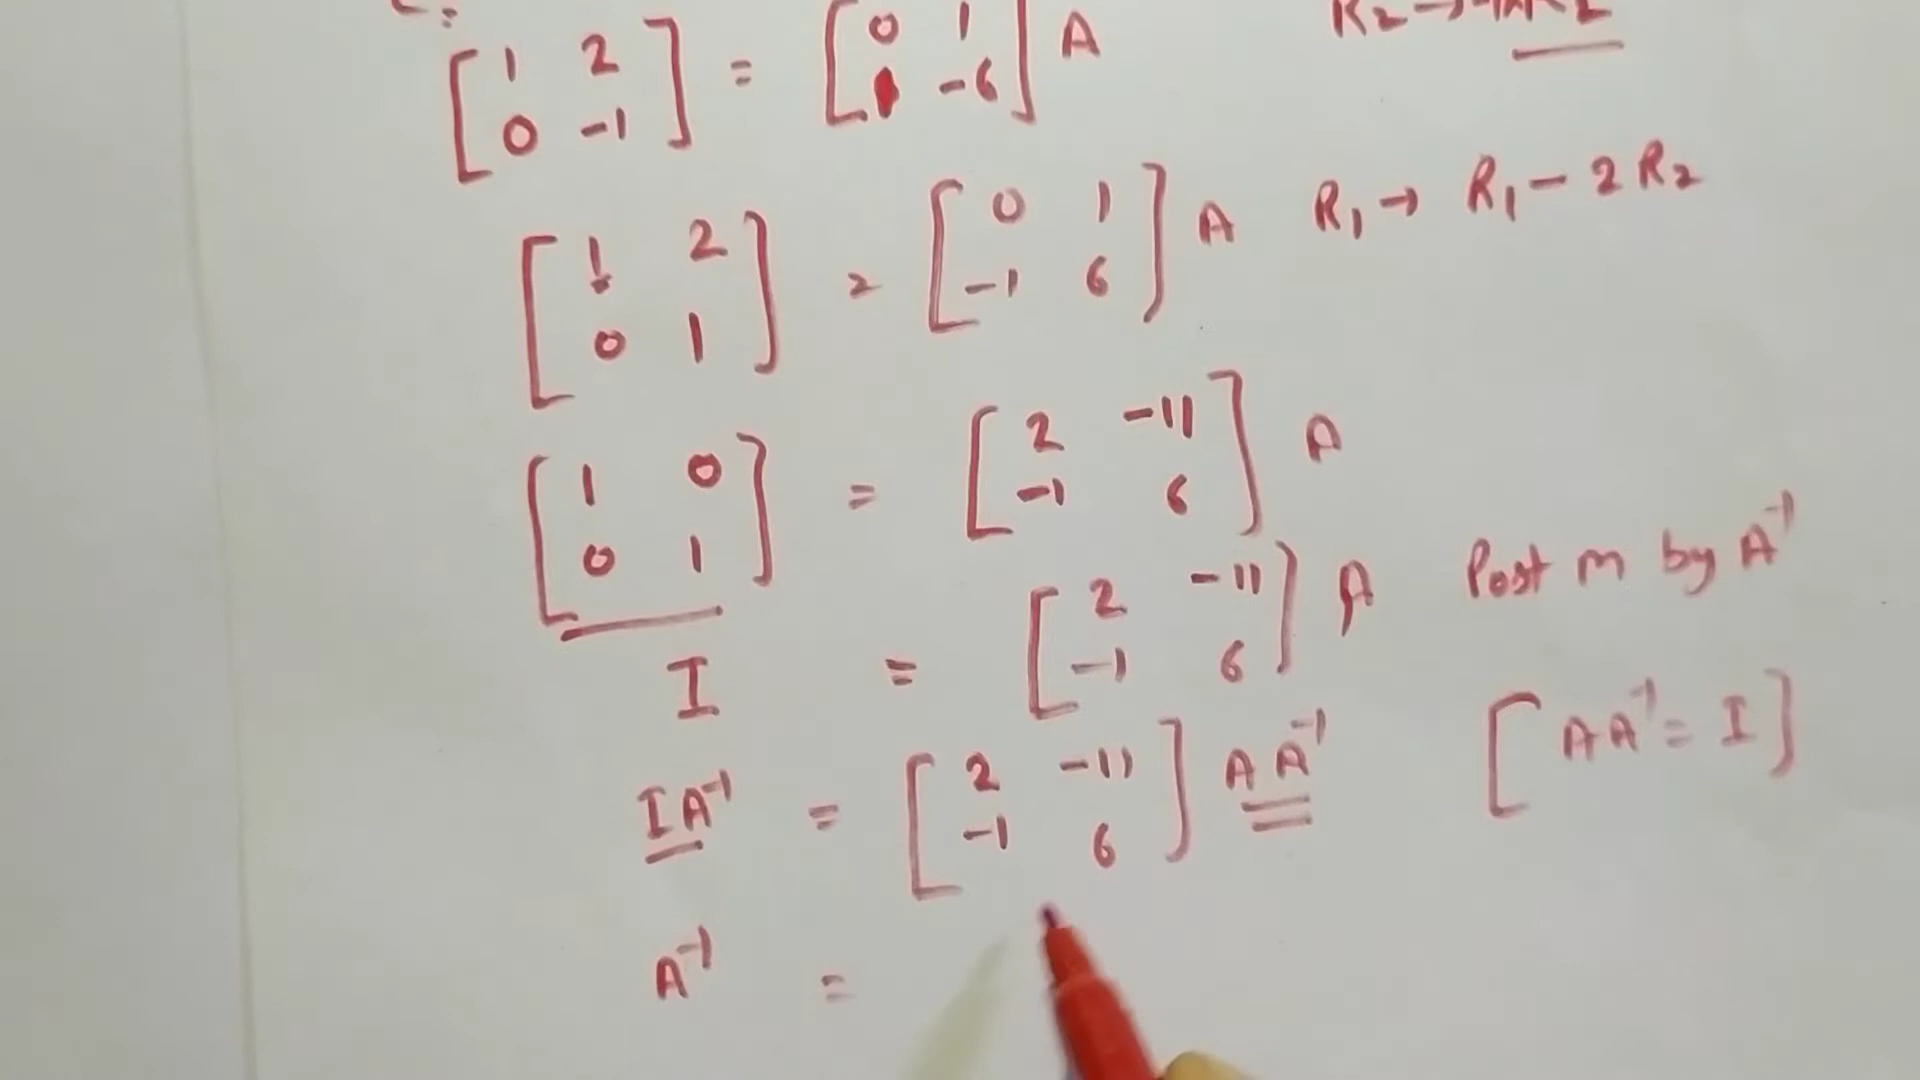 [ 1 2 0 -1 ] = [ 0 1 1 -6 ] A
[ 1 2 0 1 ] = [ 0 1 -1 6 ] A R₁ → R₁ - 2R₂
[ 1 0 0 1 ] = [ 2 -11 -1 6 ] A
I = [ 2 -11 -1 6 ] A Post m by A⁻¹
IA⁻¹ = [ 2 -11 -1 6 ] AA⁻¹ [ AA⁻¹ = I ]
A⁻¹ =